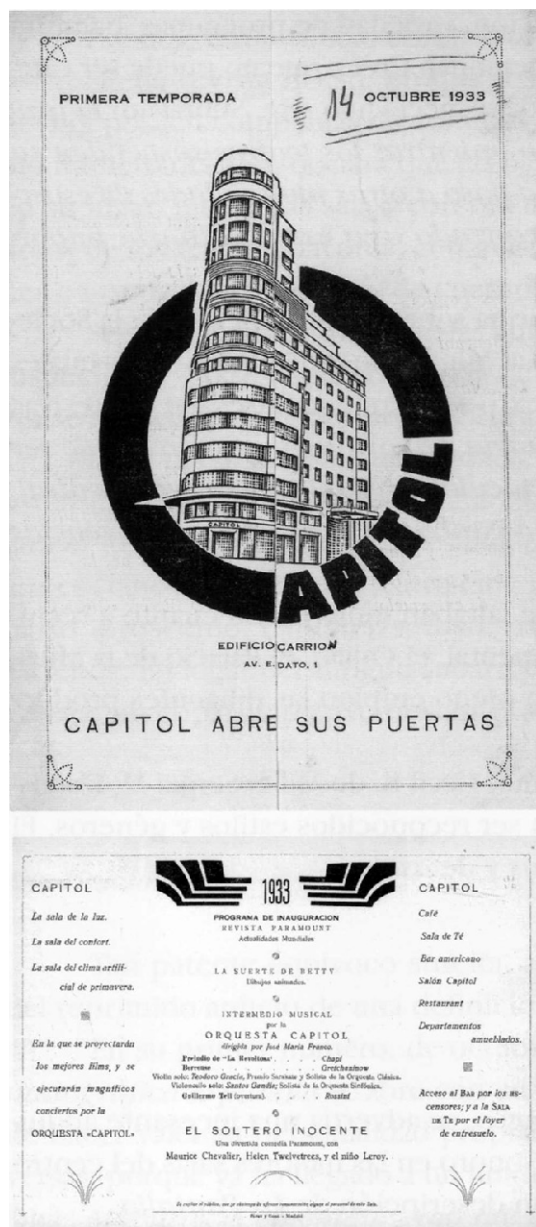 PRIMERA TEMPORADA
14 OCTUBRE 1933
CAPITOL
APITOL
EDIFICIO CARRION
AV. E. DATO, 1
CAPITOL ABRE SUS PUERTAS
CAPITOL
La sala de la luz.
La sala del confort.
La sala del clima artifi-
cial de primavera.
En la que se proyectarán
los mejores films, y se
ejecutarán magníficos
conciertos por la
ORQUESTA «CAPITOL»
1933
PROGRAMA DE INAUGURACION
REVISTA PARAMOUNT
Actualidades Mundiales
LA SUERTE DE BETTY
Dibujos animados.
INTERMEDIO MUSICAL
por la
ORQUESTA CAPITOL
dirigida por José María Franco.
Preludio de "La Revoltosa" Chapí
Berceuse Gretchaninow
Violín solo: Teodoro Gracia, Premio Sarasate y Solista de la Orquesta Clásica.
Violoncello solo: Santos Gandía; Solista de la Orquesta Sinfónica.
Guillermo Tell (overtura). Rossini
EL SOLTERO INOCENTE
Una divertida comedia Paramount, con
Maurice Chevalier, Helen Twelvetrees, y el niño Leroy.
CAPITOL
Café
Sala de Té
Bar americano
Salón Capitol
Restaurant
Departamentos
amueblados.
Acceso al BAR por los as-
censores; y a la SALA
DE TE por el foyer
de entresuelo.